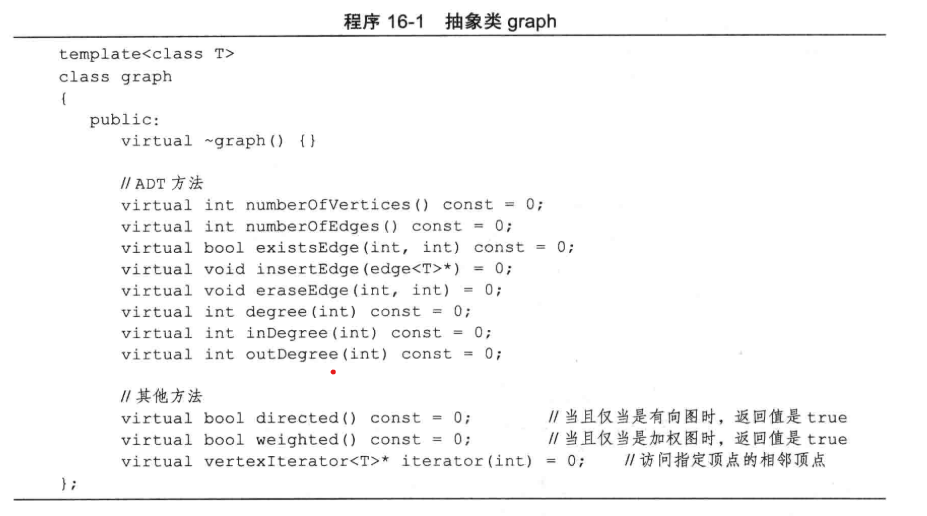 程序 16-1 抽象类 graph
template<class T>
class graph
{
public:
virtual ~graph() {}
// ADT 方法
virtual int numberOfVertices() const = 0;
virtual int numberOfEdges() const = 0;
virtual bool existsEdge(int, int) const = 0;
virtual void insertEdge(edge<T>*) = 0;
virtual void eraseEdge(int, int) = 0;
virtual int degree(int) const = 0;
virtual int inDegree(int) const = 0;
virtual int outDegree(int) const = 0;
// 其他方法
virtual bool directed() const = 0; // 当且仅当是有向图时，返回值是 true
virtual bool weighted() const = 0; // 当且仅当是加权图时，返回值是 true
virtual vertexIterator<T>* iterator(int) = 0; // 访问指定顶点的相邻顶点
};